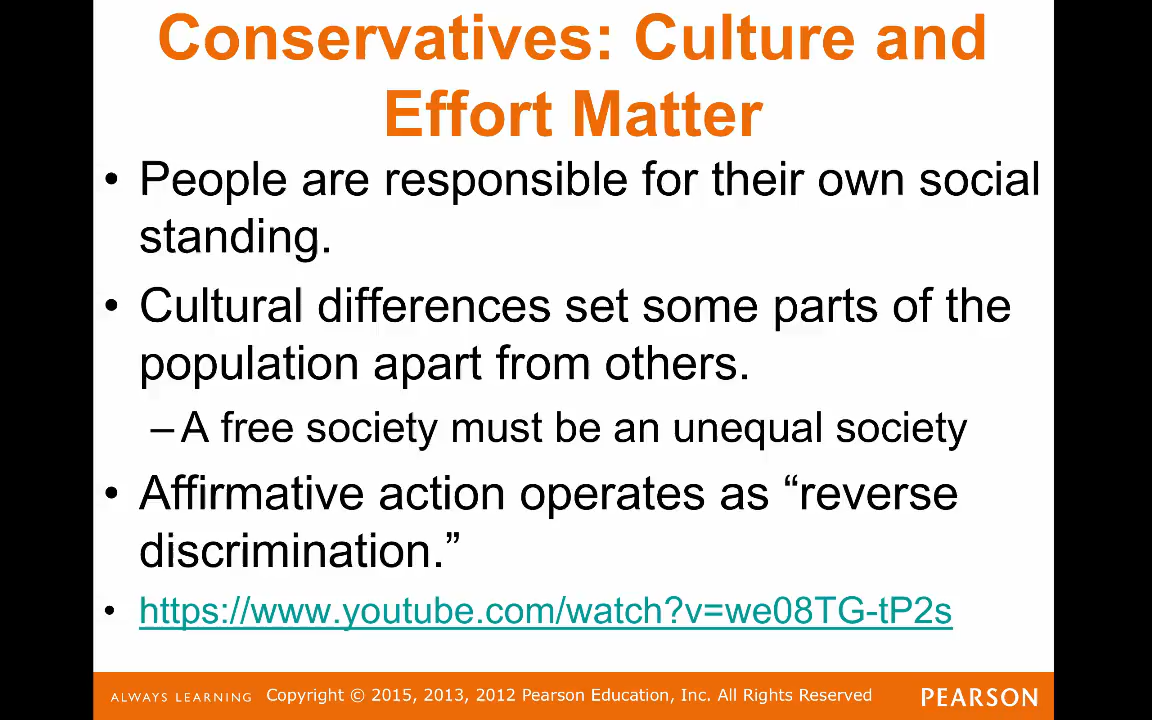 Conservatives: Culture and
Effort Matter
• People are responsible for their own social
standing.
• Cultural differences set some parts of the
population apart from others.
–A free society must be an unequal society
• Affirmative action operates as “reverse
discrimination.”
• https://www.youtube.com/watch?v=we08TG-tP2s
ALWAYS LEARNING Copyright © 2015, 2013, 2012 Pearson Education, Inc. All Rights Reserved PEARSON